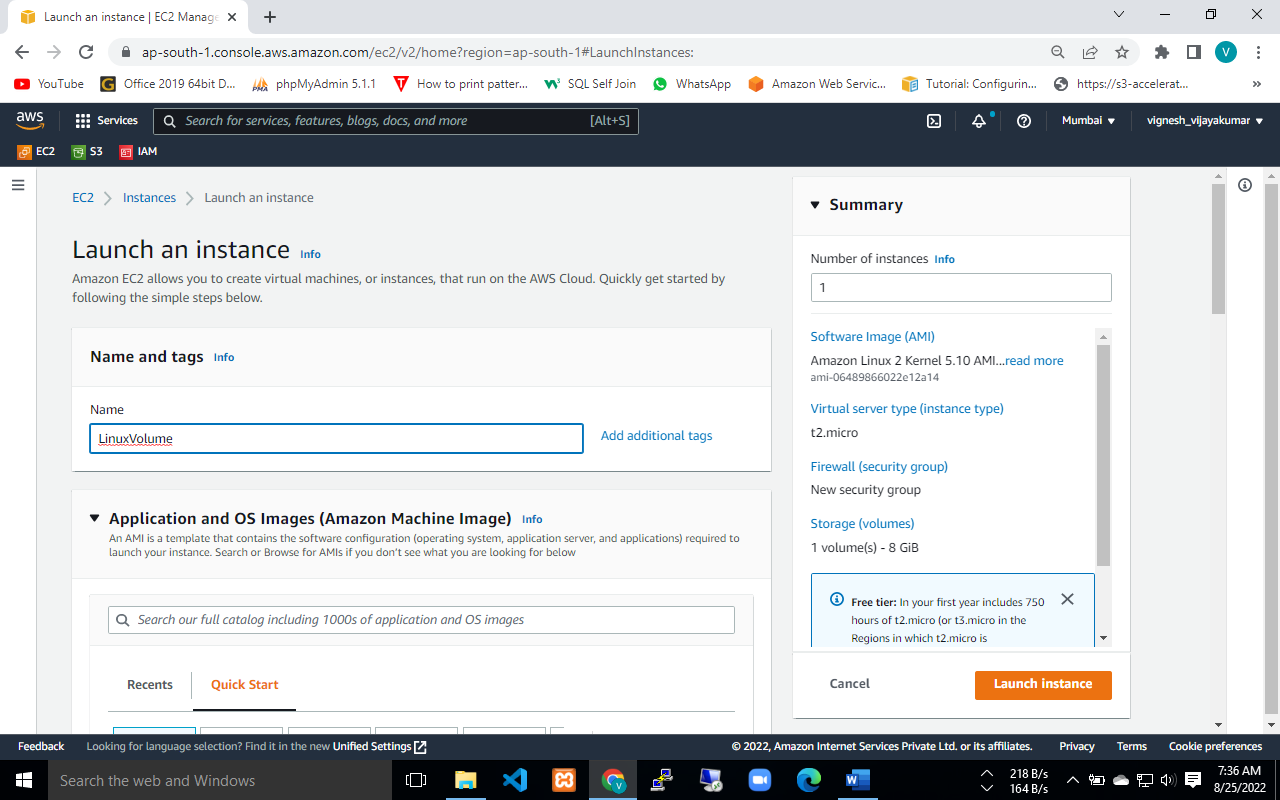 Launch an instance | EC2 Manage
ap-south-1.console.aws.amazon.com/ec2/v2/home?region=ap-south-1#LaunchInstances:
V
YouTube
Office 2019 64bit D...
phpMyAdmin 5.1.1
How to print patter...
SQL Self Join
WhatsApp
Amazon Web Servic...
Tutorial: Configurin...
https://s3-accelerat...
»
aws
Services
Search for services, features, blogs, docs, and more
[Alt+S]
Mumbai
vignesh_vijayakumar
EC2
S3
IAM
EC2
Instances
Launch an instance
Launch an instance Info
Amazon EC2 allows you to create virtual machines, or instances, that run on the AWS Cloud. Quickly get started by
following the simple steps below.
Name and tags Info
Name
LinuxVolume
Add additional tags
Application and OS Images (Amazon Machine Image) Info
An AMI is a template that contains the software configuration (operating system, application server, and applications) required to
launch your instance. Search or Browse for AMIs if you don't see what you are looking for below
Search our full catalog including 1000s of application and OS images
Recents
Quick Start
Summary
Number of instances Info
1
Software Image (AMI)
Amazon Linux 2 Kernel 5.10 AMI...read more
ami-06489866022e12a14
Virtual server type (instance type)
t2.micro
Firewall (security group)
New security group
Storage (volumes)
1 volume(s) - 8 GiB
Free tier: In your first year includes 750
hours of t2.micro (or t3.micro in the
Regions in which t2.micro is
Cancel
Launch instance
Feedback
Looking for language selection? Find it in the new Unified Settings
© 2022, Amazon Internet Services Private Ltd. or its affiliates.
Privacy
Terms
Cookie preferences
Search the web and Windows
218 B/s
164 B/s
7:36 AM
8/25/2022